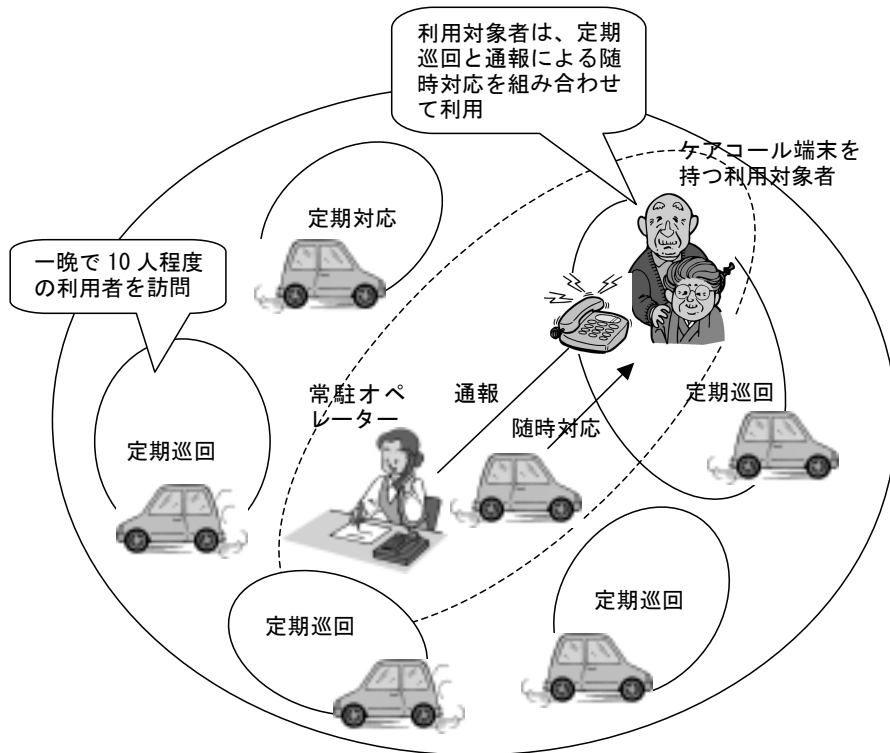 利用対象者は、定期
巡回と通報による随
時対応を組み合わせ
て利用
ケアコール端末を
持つ利用対象者
定期対応
一晩で 10 人程度
の利用者を訪問
常駐オペ
レーター
通報
定期巡回
随時対応
定期巡回
定期巡回
定期巡回